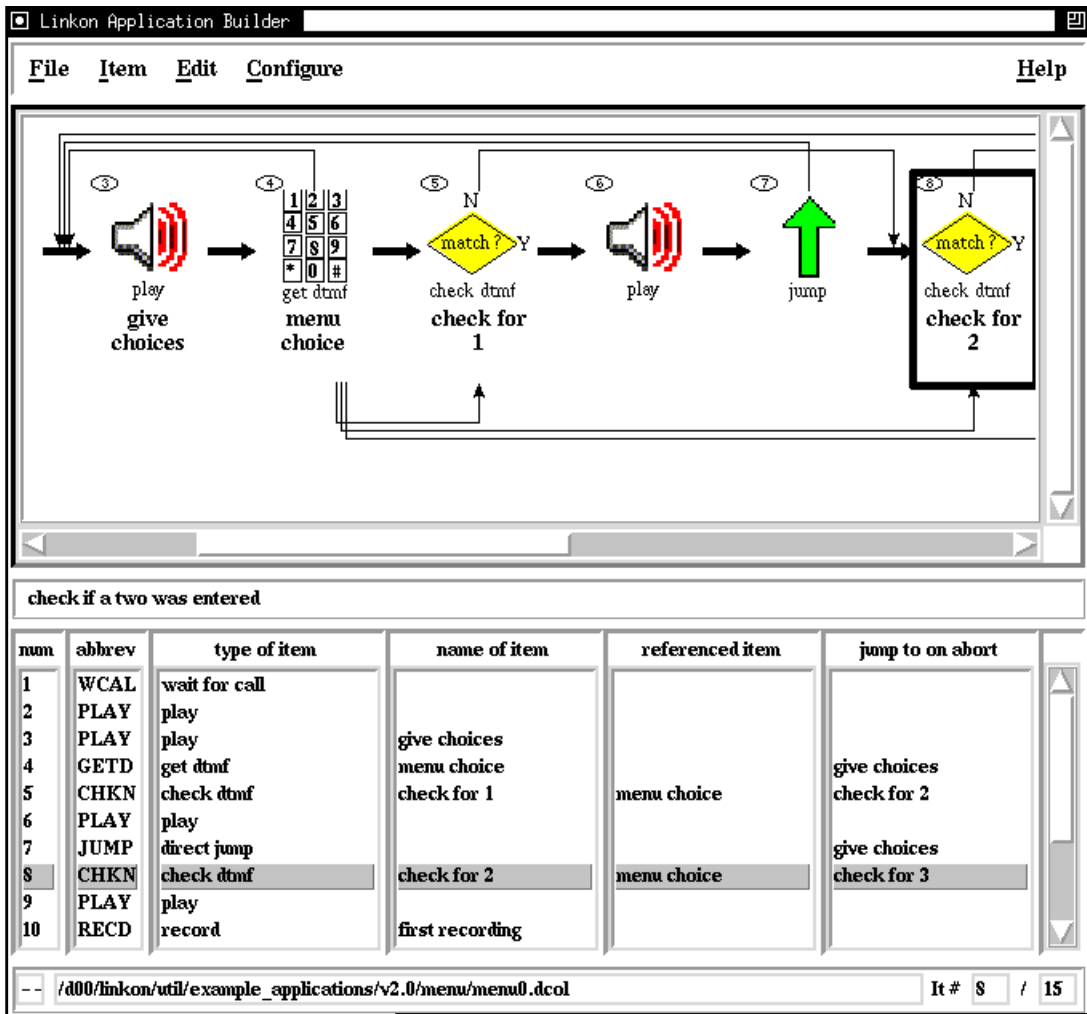 Linkon Application Builder
File Item Edit Configure Help
3 4 5 6 7 8
N N
1 2 3
4 5 6
7 8 9
* 0 #
match ? Y match ? Y
play get dtmf check dtmf play jump check dtmf
give choices menu choice check for 1 check for 2
check if a two was entered
num abbrev type of item name of item referenced item jump to on abort
1 WCAL wait for call
2 PLAY play
3 PLAY play give choices
4 GETD get dtmf menu choice give choices
5 CHKN check dtmf check for 1 menu choice check for 2
6 PLAY play
7 JUMP direct jump give choices
8 CHKN check dtmf check for 2 menu choice check for 3
9 PLAY play
10 RECD record first recording
-- /d00/linkon/util/example_applications/v2.0/menu/menu0.dcol It # 8 / 15